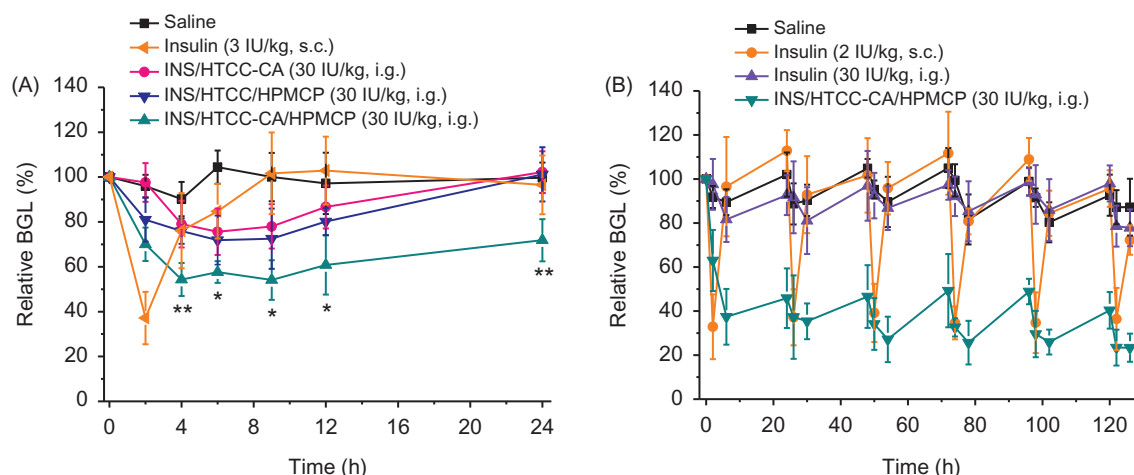 Saline
Insulin (3 IU/kg, s.c.)
INS/HTCC-CA (30 IU/kg, i.g.)
INS/HTCC/HPMCP (30 IU/kg, i.g.)
INS/HTCC-CA/HPMCP (30 IU/kg, i.g.)
(A)
140
120
100
80
60
40
20
0
Relative BGL (%)
** * * * **
0 4 8 12 16 20 24
Time (h)
Saline
Insulin (2 IU/kg, s.c.)
Insulin (30 IU/kg, i.g.)
INS/HTCC-CA/HPMCP (30 IU/kg, i.g.)
(B)
140
120
100
80
60
40
20
0
Relative BGL (%)
0 20 40 60 80 100 120
Time (h)